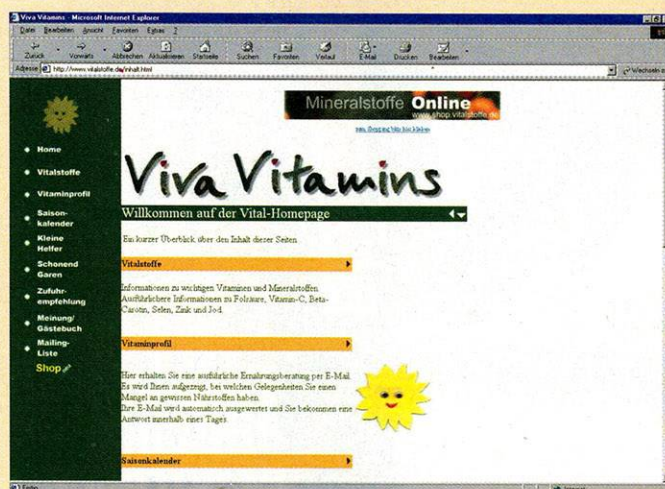 Viva Vitamins - Microsoft Internet Explorer
Datei Bearbeiten Ansicht Favoriten Extras ?
Zurück Vorwärts Abbrechen Aktualisieren Startseite Suchen Favoriten Verlauf E-Mail Drucken Bearbeiten
Adresse http://www.vitalstoffe.de/inhalt.html Wechseln
Mineralstoffe Online
www.shop.vitalstoffe.de
Home
Vitalstoffe
Vitaminprofil
Saison-
kalender
Kleine
Helfer
Schonend
Garen
Zufuhr-
empfehlung
Meinung/
Gästebuch
Mailing-
Liste
Shop
Viva Vitamins
Willkommen auf der Vital-Homepage
Ein kurzer Überblick über den Inhalt dieser Seiten
Vitalstoffe
Informationen zu wichtigen Vitaminen und Mineralstoffen.
Ausführlichere Informationen zu Folsäure, Vitamin-C, Beta-
Carotin, Selen, Zink und Jod.
Vitaminprofil
Hier erhalten Sie eine ausführliche Ernährungsberatung per E-Mail.
Es wird Ihnen aufgezeigt, bei welchen Gelegenheiten Sie einen
Mangel an gewissen Nährstoffen haben.
Ihre E-Mail wird automatisch ausgewertet und Sie bekommen eine
Antwort innerhalb eines Tages.
Saisonkalender